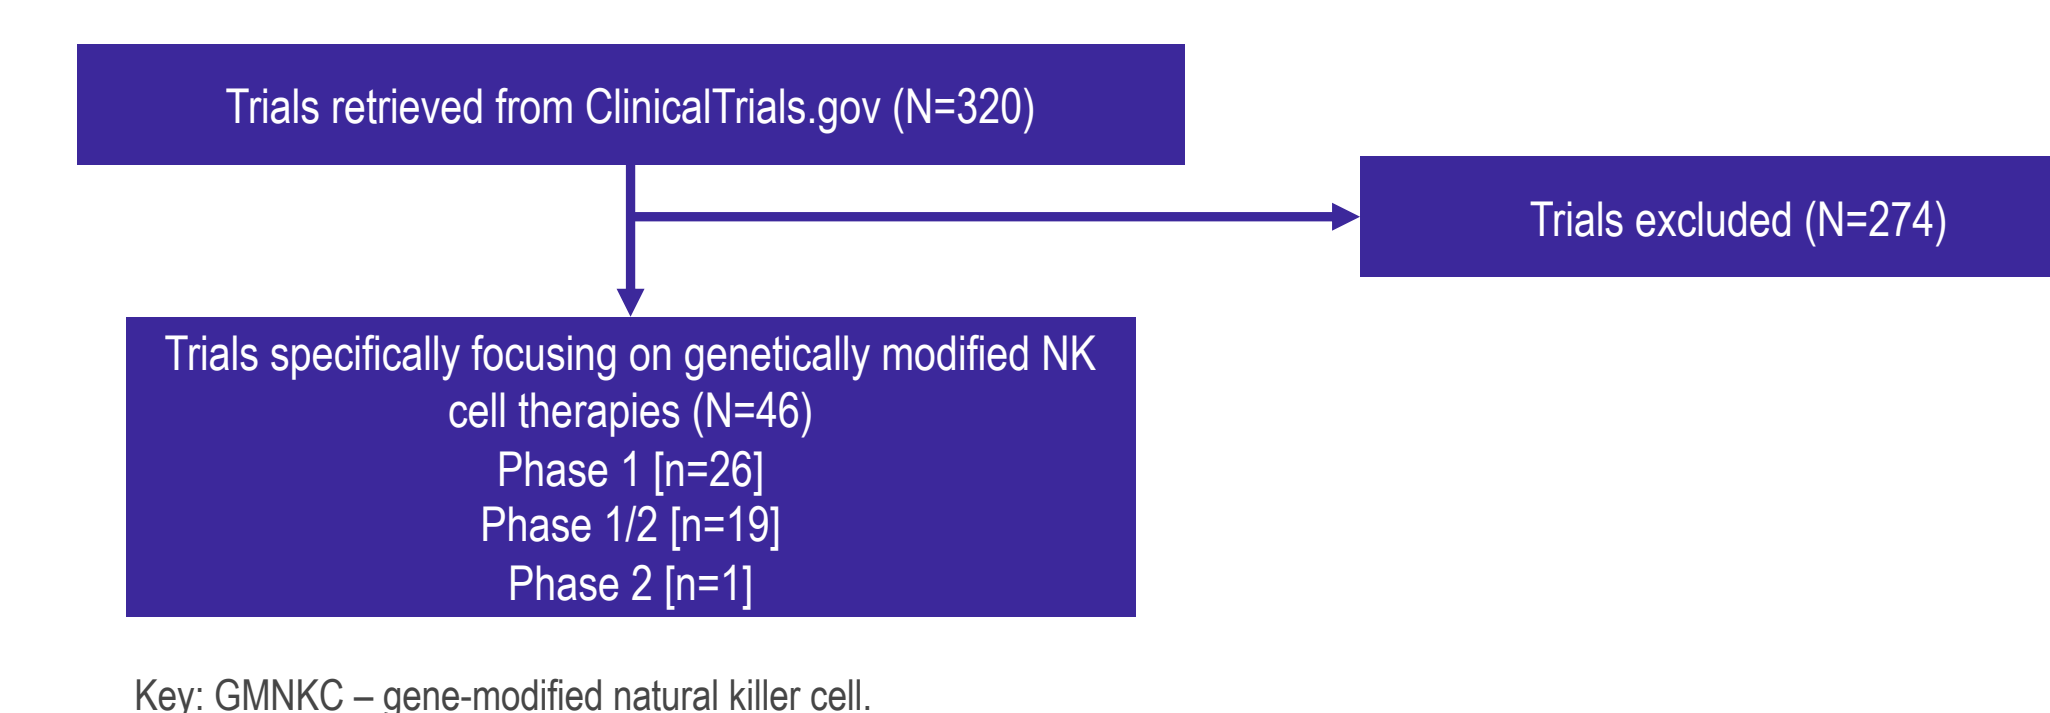 Trials retrieved from ClinicalTrials.gov (N=320)
Trials excluded (N=274)
Trials specifically focusing on genetically modified NK
cell therapies (N=46)
Phase 1 [n=26]
Phase 1/2 [n=19]
Phase 2 [n=1]
Key: GMNKC – gene-modified natural killer cell.